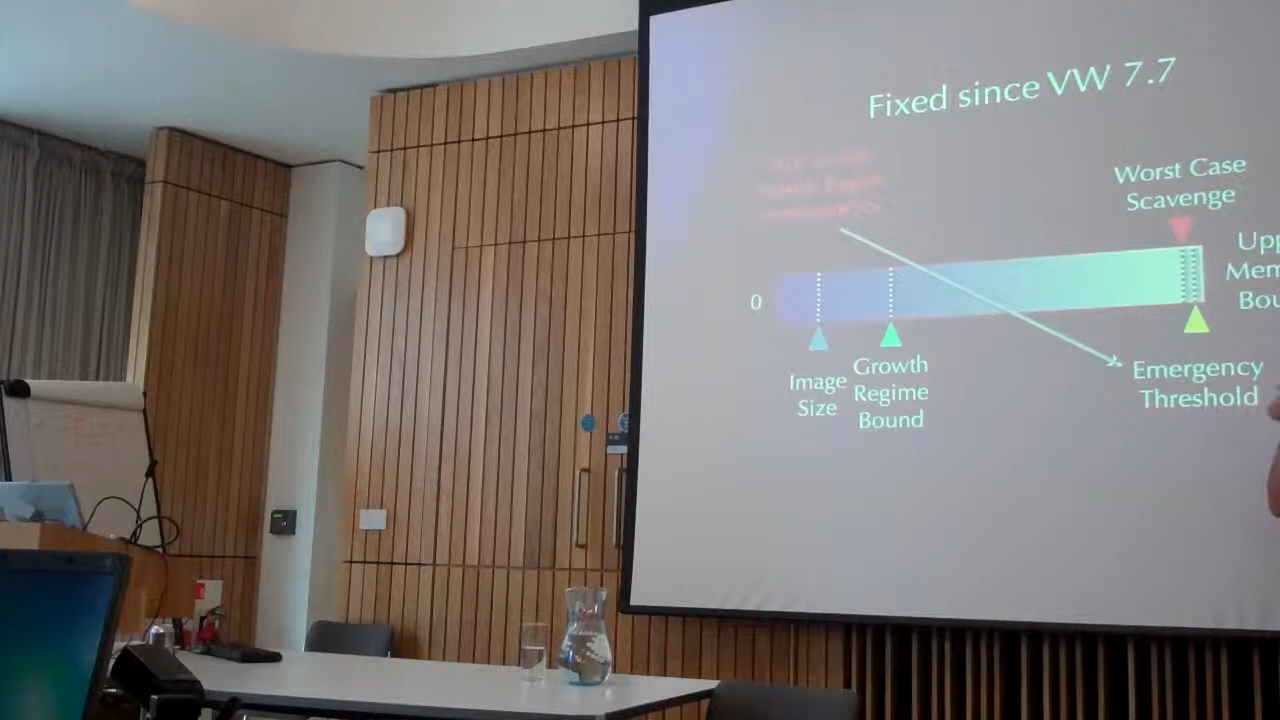 Fixed since VW 7.7
Worst Case
Scavenge
0
Image
Size
Growth
Regime
Bound
Emergency
Threshold